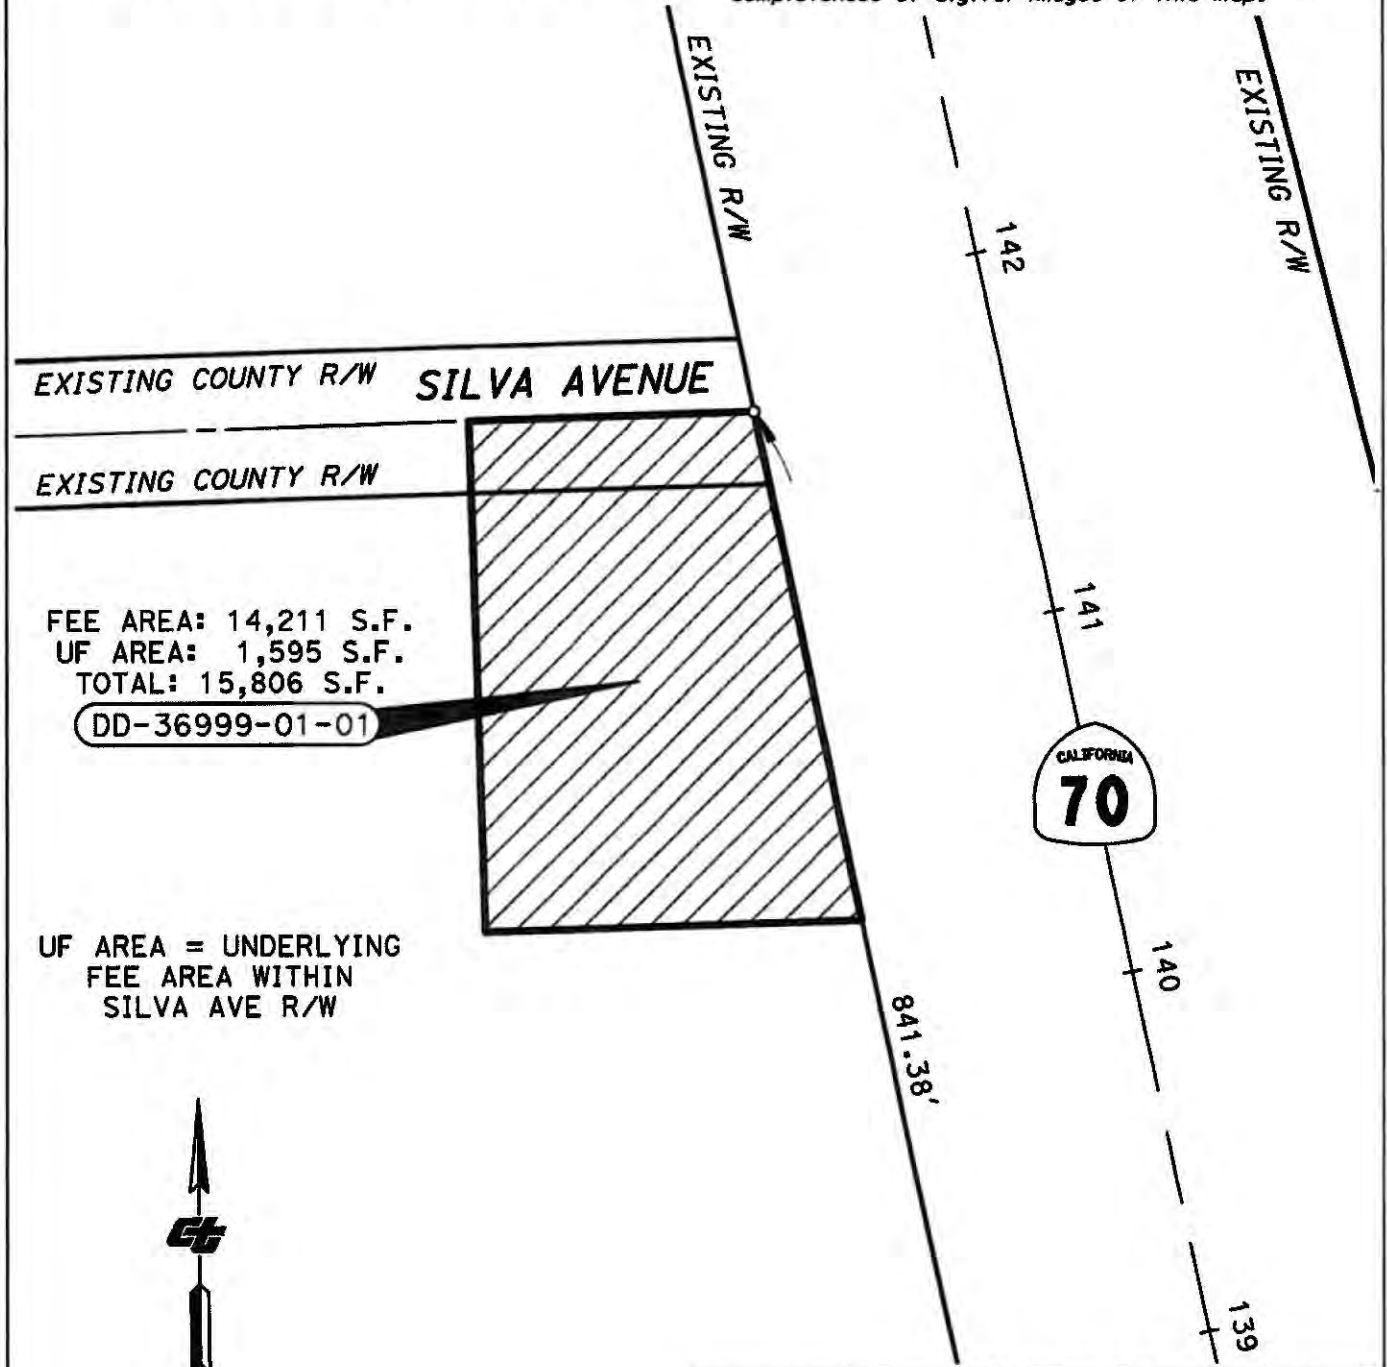 EXISTING R/W
EXISTING R/W
142
EXISTING COUNTY R/W
SILVA AVENUE
EXISTING COUNTY R/W
141
FEE AREA: 14,211 S.F.
UF AREA: 1,595 S.F.
TOTAL: 15,806 S.F.
DD-36999-01-01
CALIFORNIA
70
UF AREA = UNDERLYING
FEE AREA WITHIN
SILVA AVE R/W
140
841.38'
139